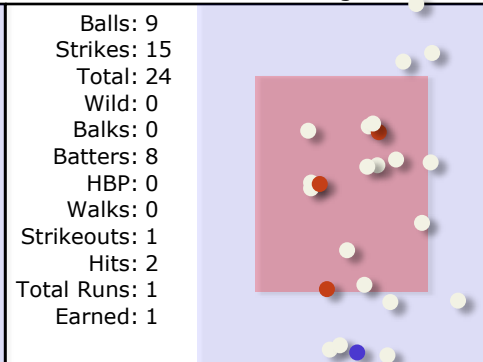 Balls: 9
Strikes: 15
Total: 24
Wild: 0
Balks: 0
Batters: 8
HBP: 0
Walks: 0
Strikeouts: 1
Hits: 2
Total Runs: 1
Earned: 1